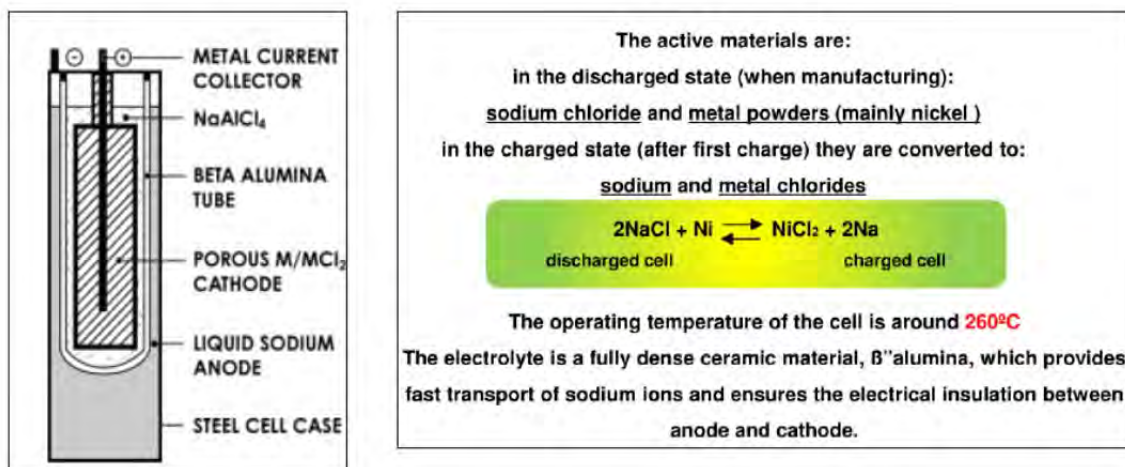 ⊖ ⊕
METAL CURRENT
COLLECTOR
NaAlCl₄
BETA ALUMINA
TUBE
POROUS M/MCl₂
CATHODE
LIQUID SODIUM
ANODE
STEEL CELL CASE
The active materials are:
in the discharged state (when manufacturing):
sodium chloride and metal powders (mainly nickel )
in the charged state (after first charge) they are converted to:
sodium and metal chlorides
2NaCl + Ni ⇄ NiCl₂ + 2Na
discharged cell charged cell
The operating temperature of the cell is around 260ºC
The electrolyte is a fully dense ceramic material, ß''alumina, which provides
fast transport of sodium ions and ensures the electrical insulation between
anode and cathode.